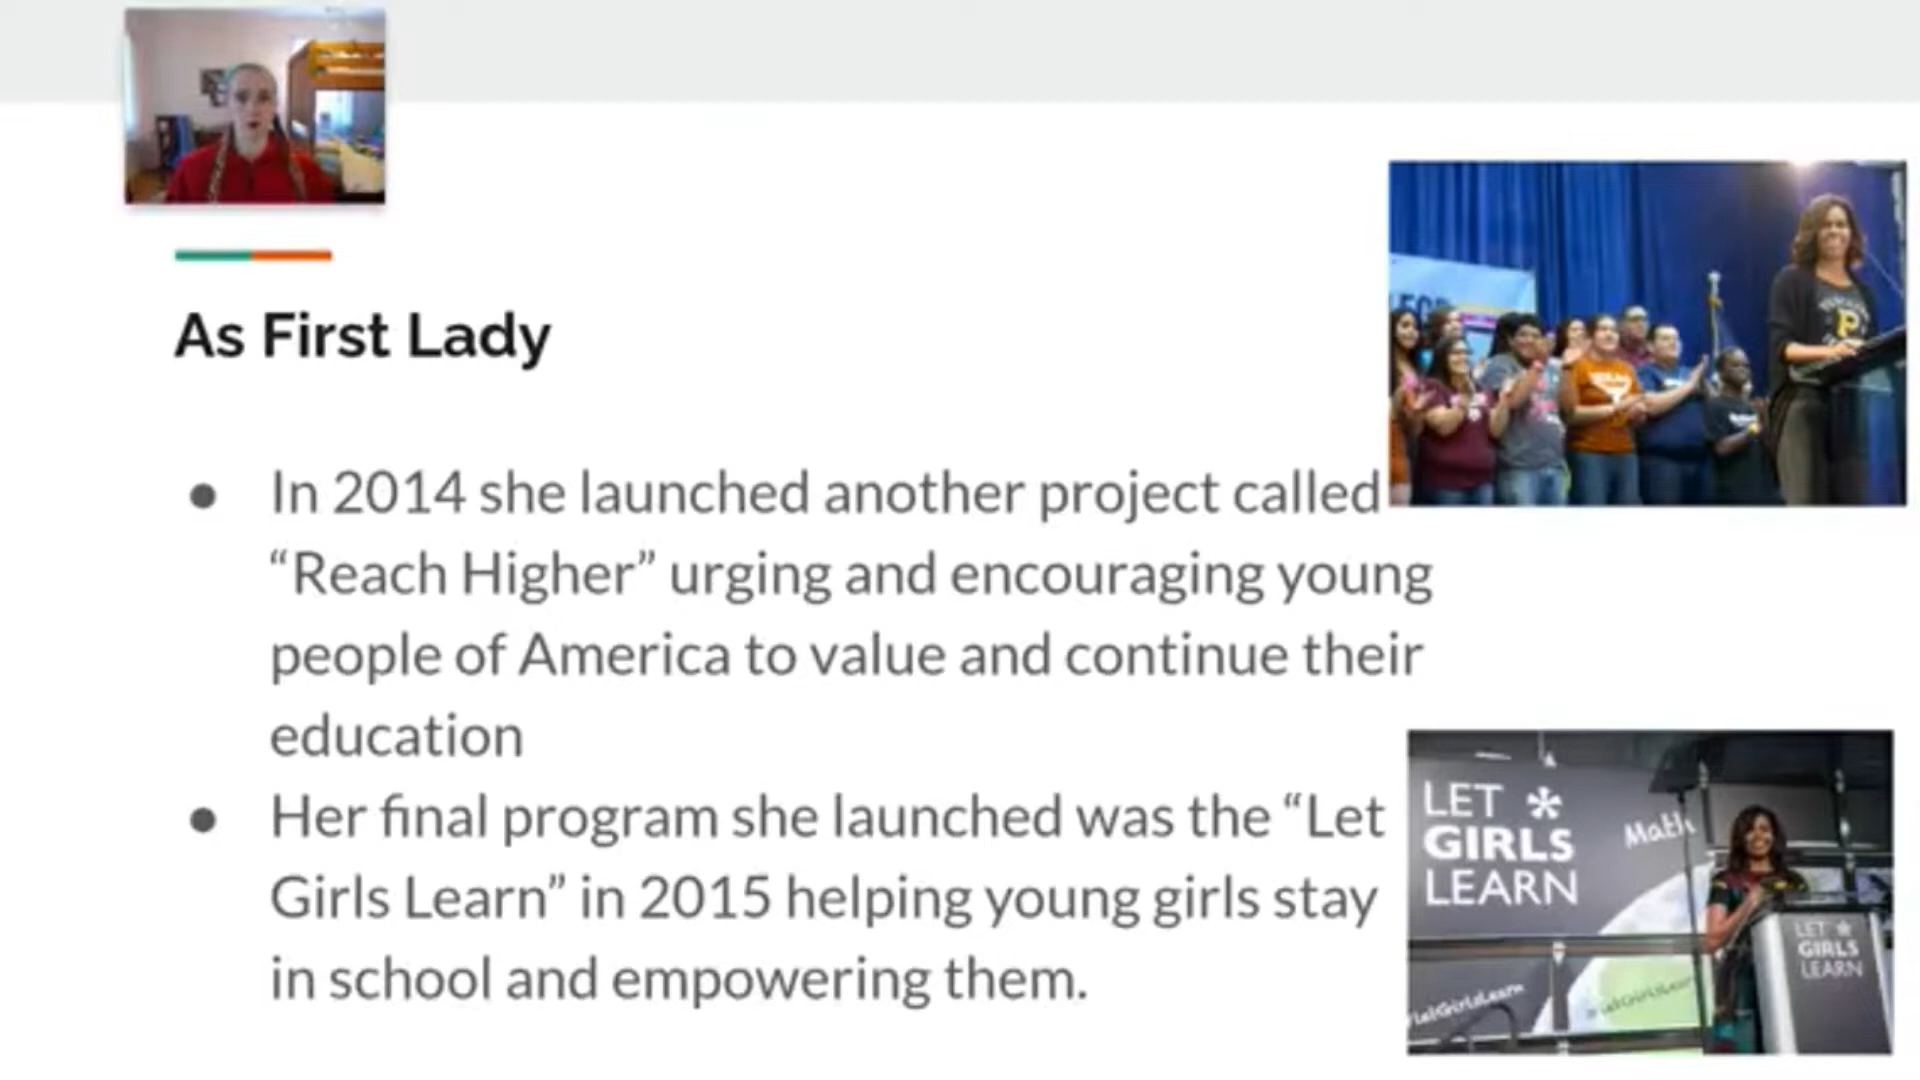 As First Lady
● In 2014 she launched another project called
“Reach Higher” urging and encouraging young
people of America to value and continue their
education
● Her final program she launched was the “Let
Girls Learn” in 2015 helping young girls stay
in school and empowering them.
P
LET
GIRLS
LEARN
Math
LET
GIRLS
LEARN